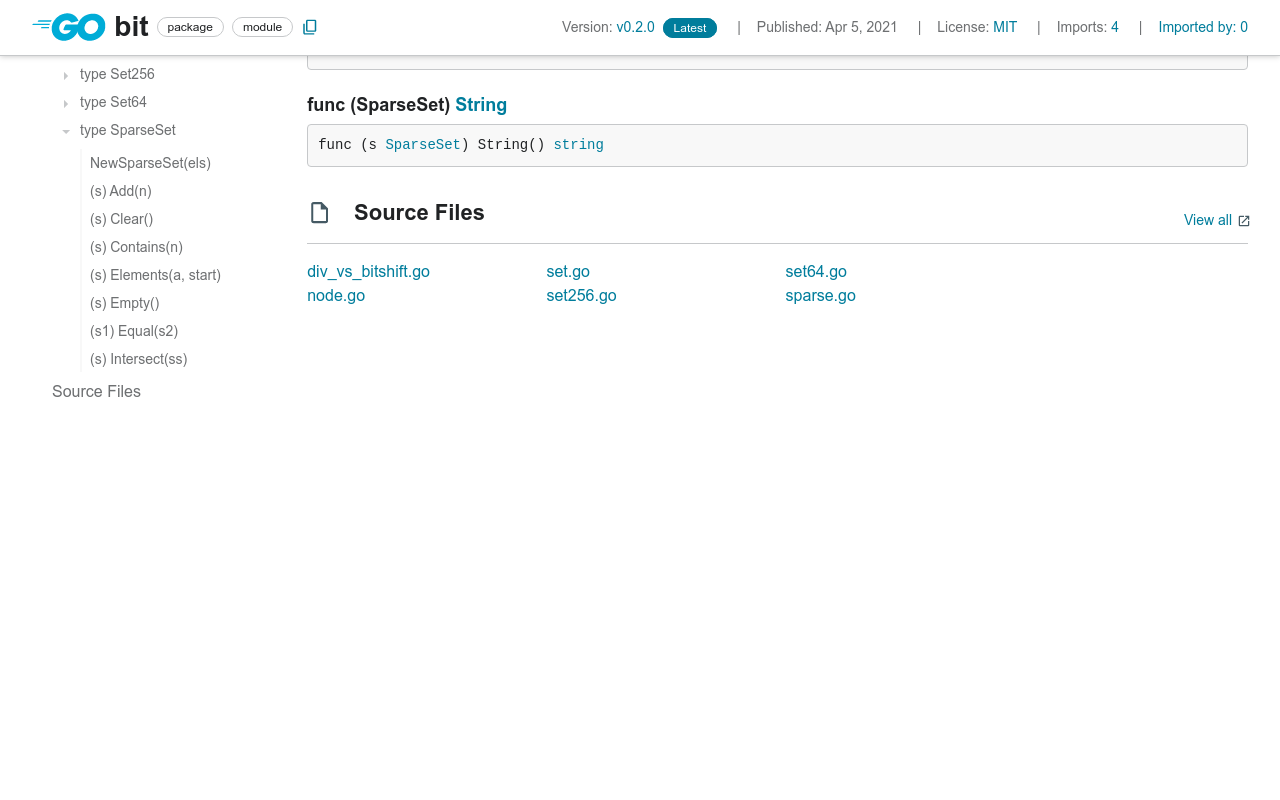 GO bit package module Version: v0.2.0 Latest | Published: Apr 5, 2021 | License: MIT | Imports: 4 | Imported by: 0
type Set256
type Set64
type SparseSet
NewSparseSet(els)
(s) Add(n)
(s) Clear()
(s) Contains(n)
(s) Elements(a, start)
(s) Empty()
(s1) Equal(s2)
(s) Intersect(ss)
Source Files
func (SparseSet) String
func (s SparseSet) String() string
Source Files
View all
div_vs_bitshift.go set.go set64.go
node.go set256.go sparse.go